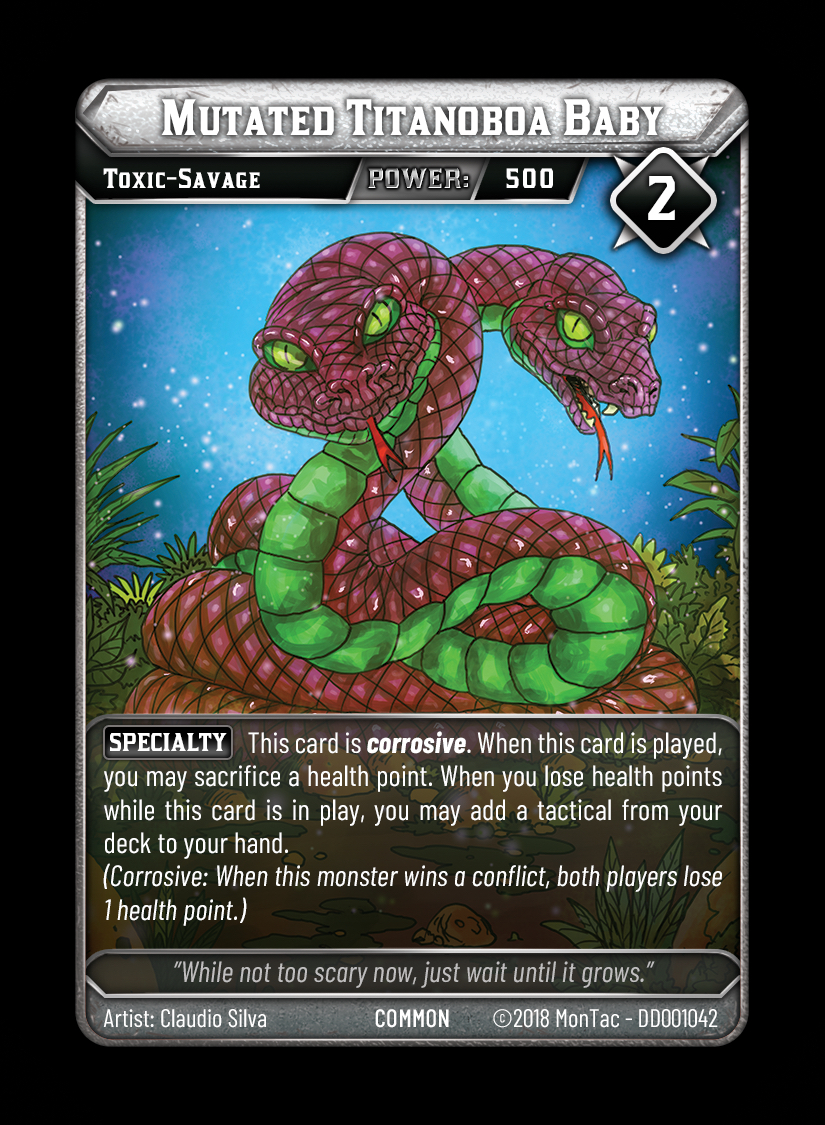 Mutated Titanoboa Baby
Toxic-Savage POWER: 500
2
SPECIALTY This card is corrosive. When this card is played,
you may sacrifice a health point. When you lose health points
while this card is in play, you may add a tactical from your
deck to your hand.
(Corrosive: When this monster wins a conflict, both players lose
1 health point.)
"While not too scary now, just wait until it grows."
Artist: Claudio Silva COMMON ©2018 MonTac - DD001042